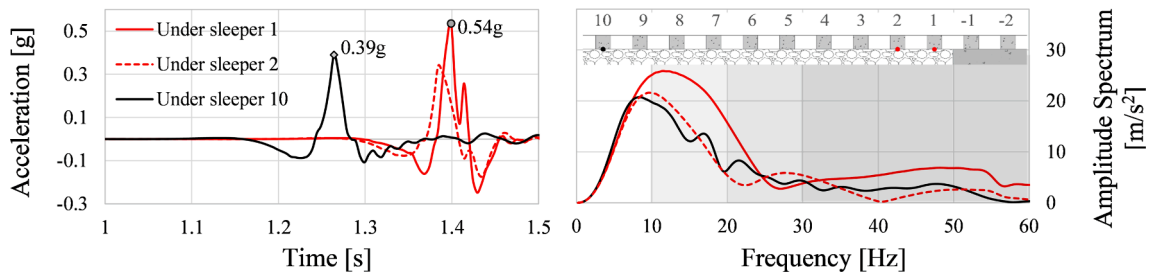 Acceleration [g]
0.5
0.3
0.1
-0.1
-0.3
Under sleeper 1
Under sleeper 2
Under sleeper 10
0.39g
0.54g
1 1.1 1.2 1.3 1.4 1.5
Time [s]
10 9 8 7 6 5 4 3 2 1 -1 -2
30
20
10
0
0 10 20 30 40 50 60
Frequency [Hz]
Amplitude Spectrum
[m/s²]